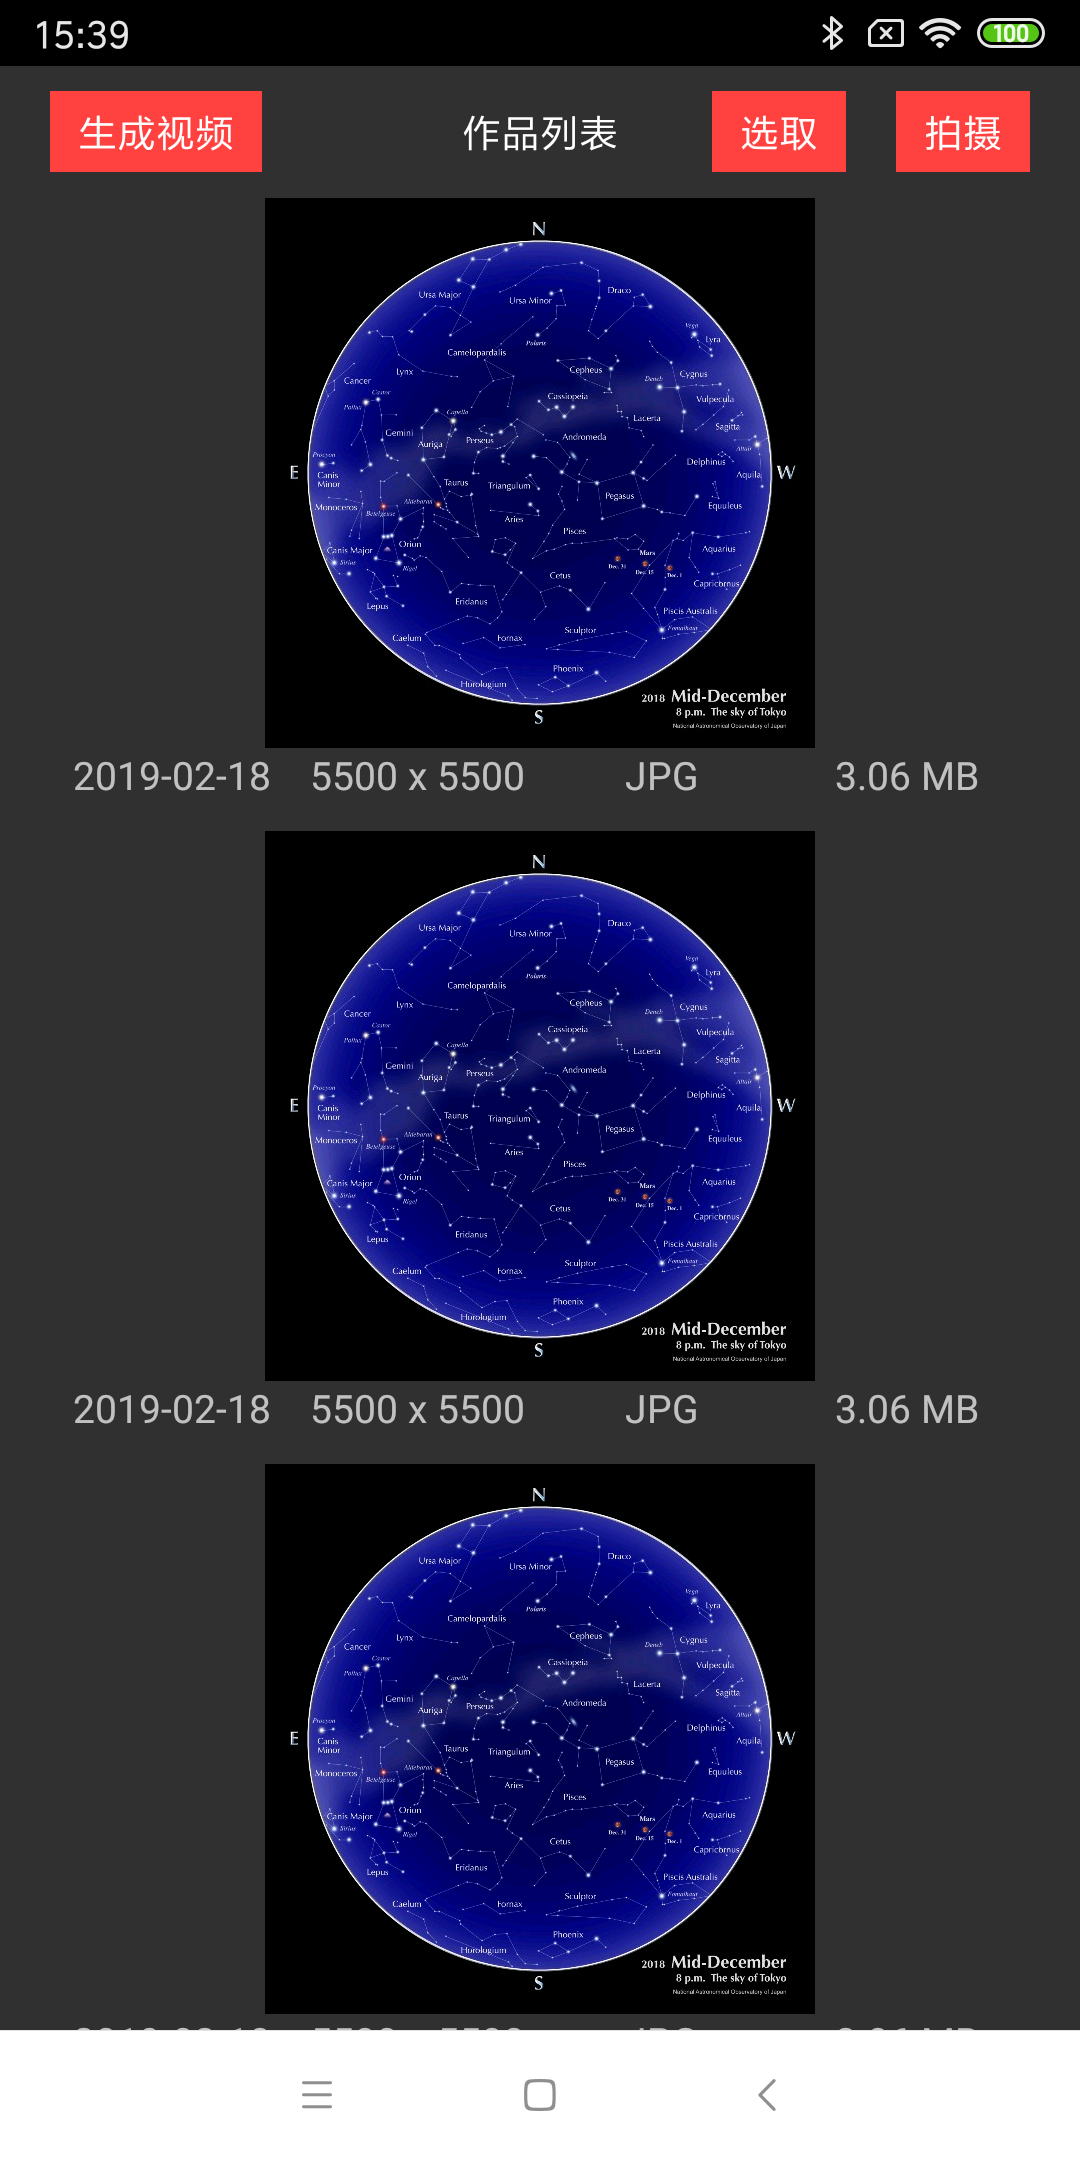 15:39
100
生成视频
作品列表
选取
拍摄
N
Ursa Major
Ursa Minor
Draco
Vega
Lyra
Polaris
Camelopardalis
Cepheus
Lynx
Cancer
Castor
Pollux
Deneb
Cygnus
Cassiopeia
Vulpecula
Capella
Lacerta
Sagitta
Gemini
Auriga
Perseus
Andromeda
Altair
Procyon
Delphinus
E
Canis Minor
Aquila
W
Taurus
Triangulum
Pegasus
Monoceros
Betelgeuse
Aldebaran
Equuleus
Aries
Pisces
Orion
Canis Major
Mars
Aquarius
Sirius
Rigel
Dec. 31
Dec. 15
Dec. 1
Cetus
Capricornus
Lepus
Eridanus
Piscis Australis
Fomalhaut
Sculptor
Caelum
Fornax
Phoenix
Horologium
S
2018 Mid-December
8 p.m. The sky of Tokyo
National Astronomical Observatory of Japan
2019-02-18 5500 x 5500 JPG 3.06 MB
N
Ursa Major
Ursa Minor
Draco
Vega
Lyra
Polaris
Camelopardalis
Cepheus
Lynx
Cancer
Castor
Pollux
Deneb
Cygnus
Cassiopeia
Vulpecula
Capella
Lacerta
Sagitta
Gemini
Auriga
Perseus
Andromeda
Altair
Procyon
Delphinus
E
Canis Minor
Aquila
W
Taurus
Triangulum
Pegasus
Monoceros
Betelgeuse
Aldebaran
Equuleus
Aries
Pisces
Orion
Canis Major
Mars
Aquarius
Sirius
Rigel
Dec. 31
Dec. 15
Dec. 1
Cetus
Capricornus
Lepus
Eridanus
Piscis Australis
Fomalhaut
Sculptor
Caelum
Fornax
Phoenix
Horologium
S
2018 Mid-December
8 p.m. The sky of Tokyo
National Astronomical Observatory of Japan
2019-02-18 5500 x 5500 JPG 3.06 MB
N
Ursa Major
Ursa Minor
Draco
Vega
Lyra
Polaris
Camelopardalis
Cepheus
Lynx
Cancer
Castor
Pollux
Deneb
Cygnus
Cassiopeia
Vulpecula
Capella
Lacerta
Sagitta
Gemini
Auriga
Perseus
Andromeda
Altair
Procyon
Delphinus
E
Canis Minor
Aquila
W
Taurus
Triangulum
Pegasus
Monoceros
Betelgeuse
Aldebaran
Equuleus
Aries
Pisces
Orion
Canis Major
Mars
Aquarius
Sirius
Rigel
Dec. 31
Dec. 15
Dec. 1
Cetus
Capricornus
Lepus
Eridanus
Piscis Australis
Fomalhaut
Sculptor
Caelum
Fornax
Phoenix
Horologium
S
2018 Mid-December
8 p.m. The sky of Tokyo
National Astronomical Observatory of Japan